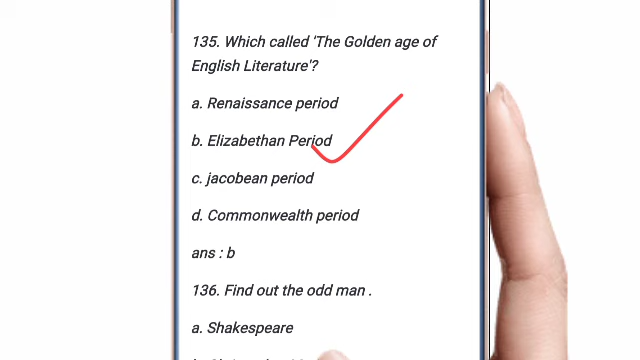 135. Which called 'The Golden age of
English Literature'?
a. Renaissance period
b. Elizabethan Period
c. jacobean period
d. Commonwealth period
ans : b
136. Find out the odd man .
a. Shakespeare